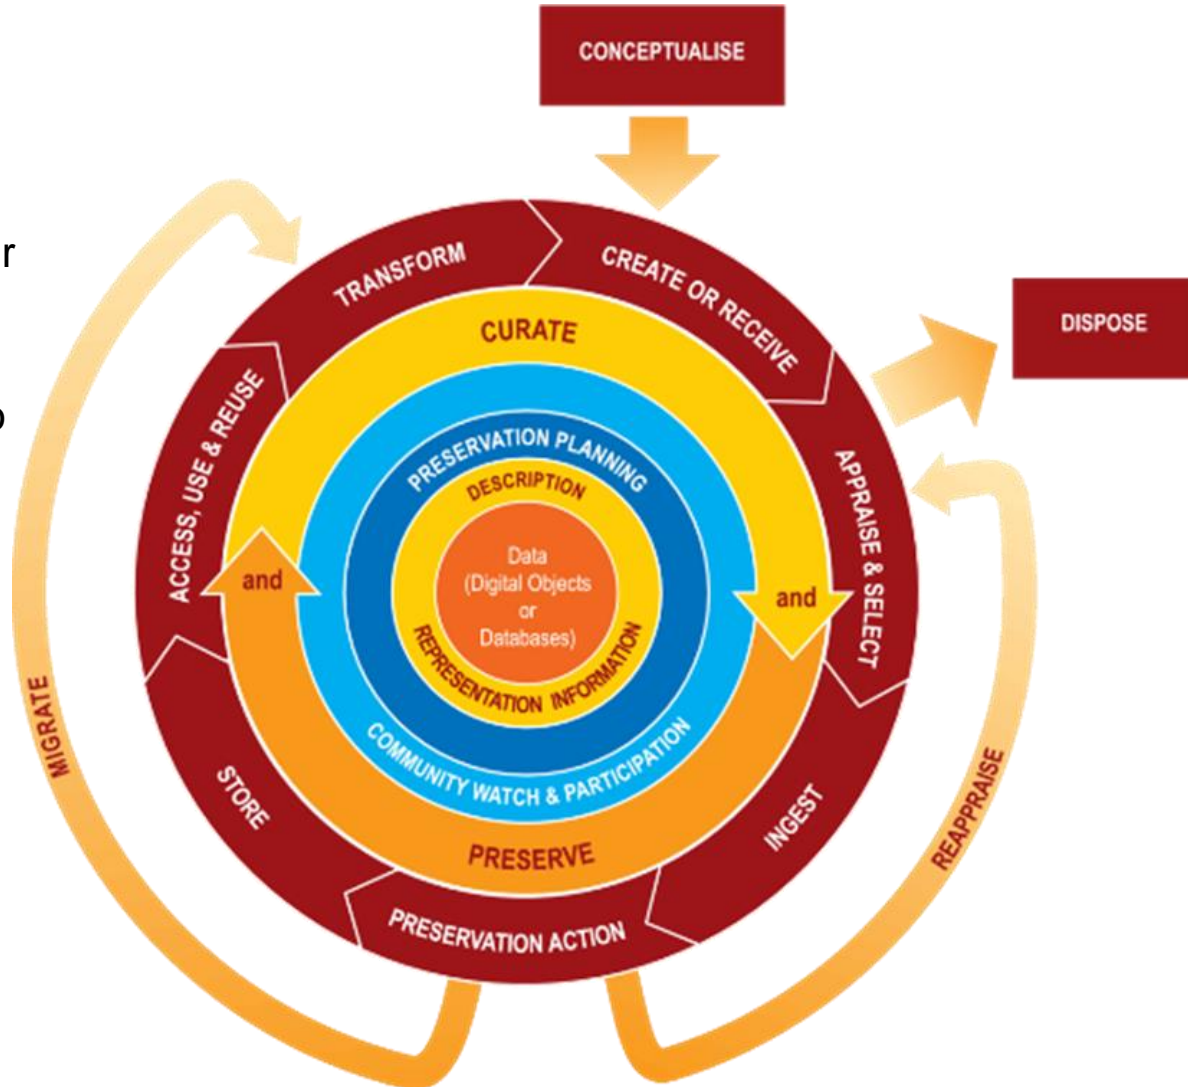 CONCEPTUALISE
r
TRANSFORM
CREATE OR RECEIVE
DISPOSE
CURATE
ACCESS, USE & REUSE
PRESERVATION PLANNING
APPRAISE & SELECT
DESCRIPTION
Data
(Digital Objects
or
Databases)
and
and
REPRESENTATION INFORMATION
COMMUNITY WATCH & PARTICIPATION
MIGRATE
STORE
INGEST
REAPPRAISE
PRESERVE
PRESERVATION ACTION